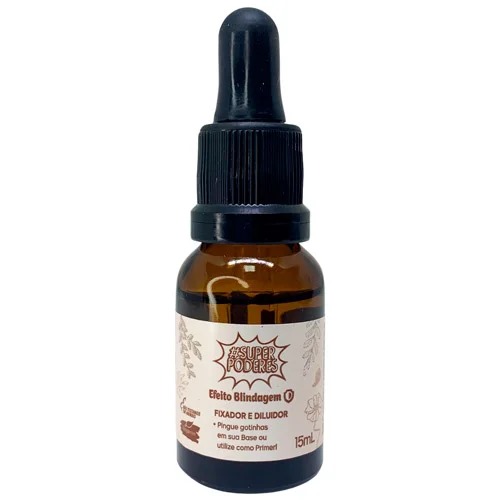 #SUPER
PODERES
Efeito Blindagem
FIXADOR E DILUIDOR
• Pingue gotinhas
em sua Base ou
utilize como Primer!
15mL